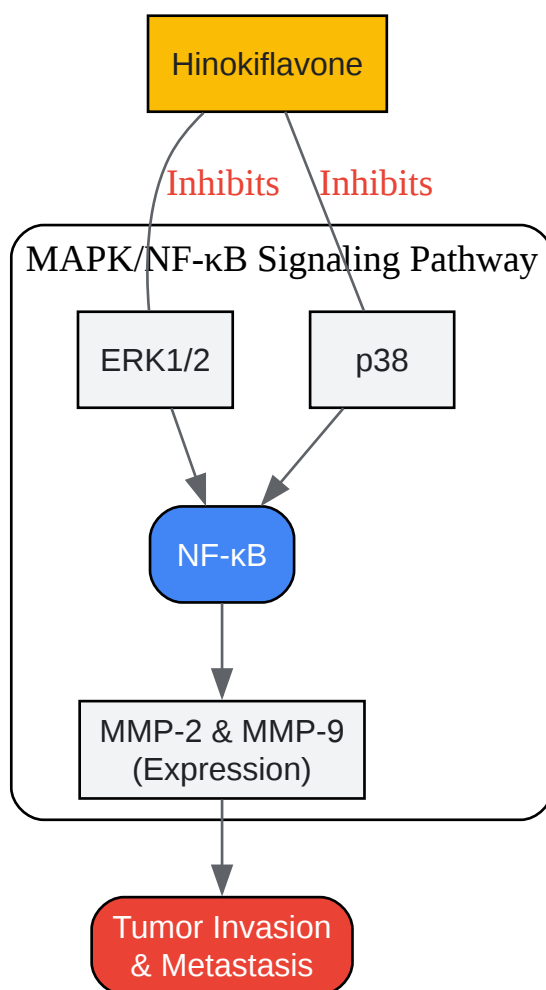 Hinokiflavone
Inhibits Inhibits
MAPK/NF-κB Signaling Pathway
ERK1/2 p38
NF-κB
MMP-2 & MMP-9
(Expression)
Tumor Invasion
& Metastasis